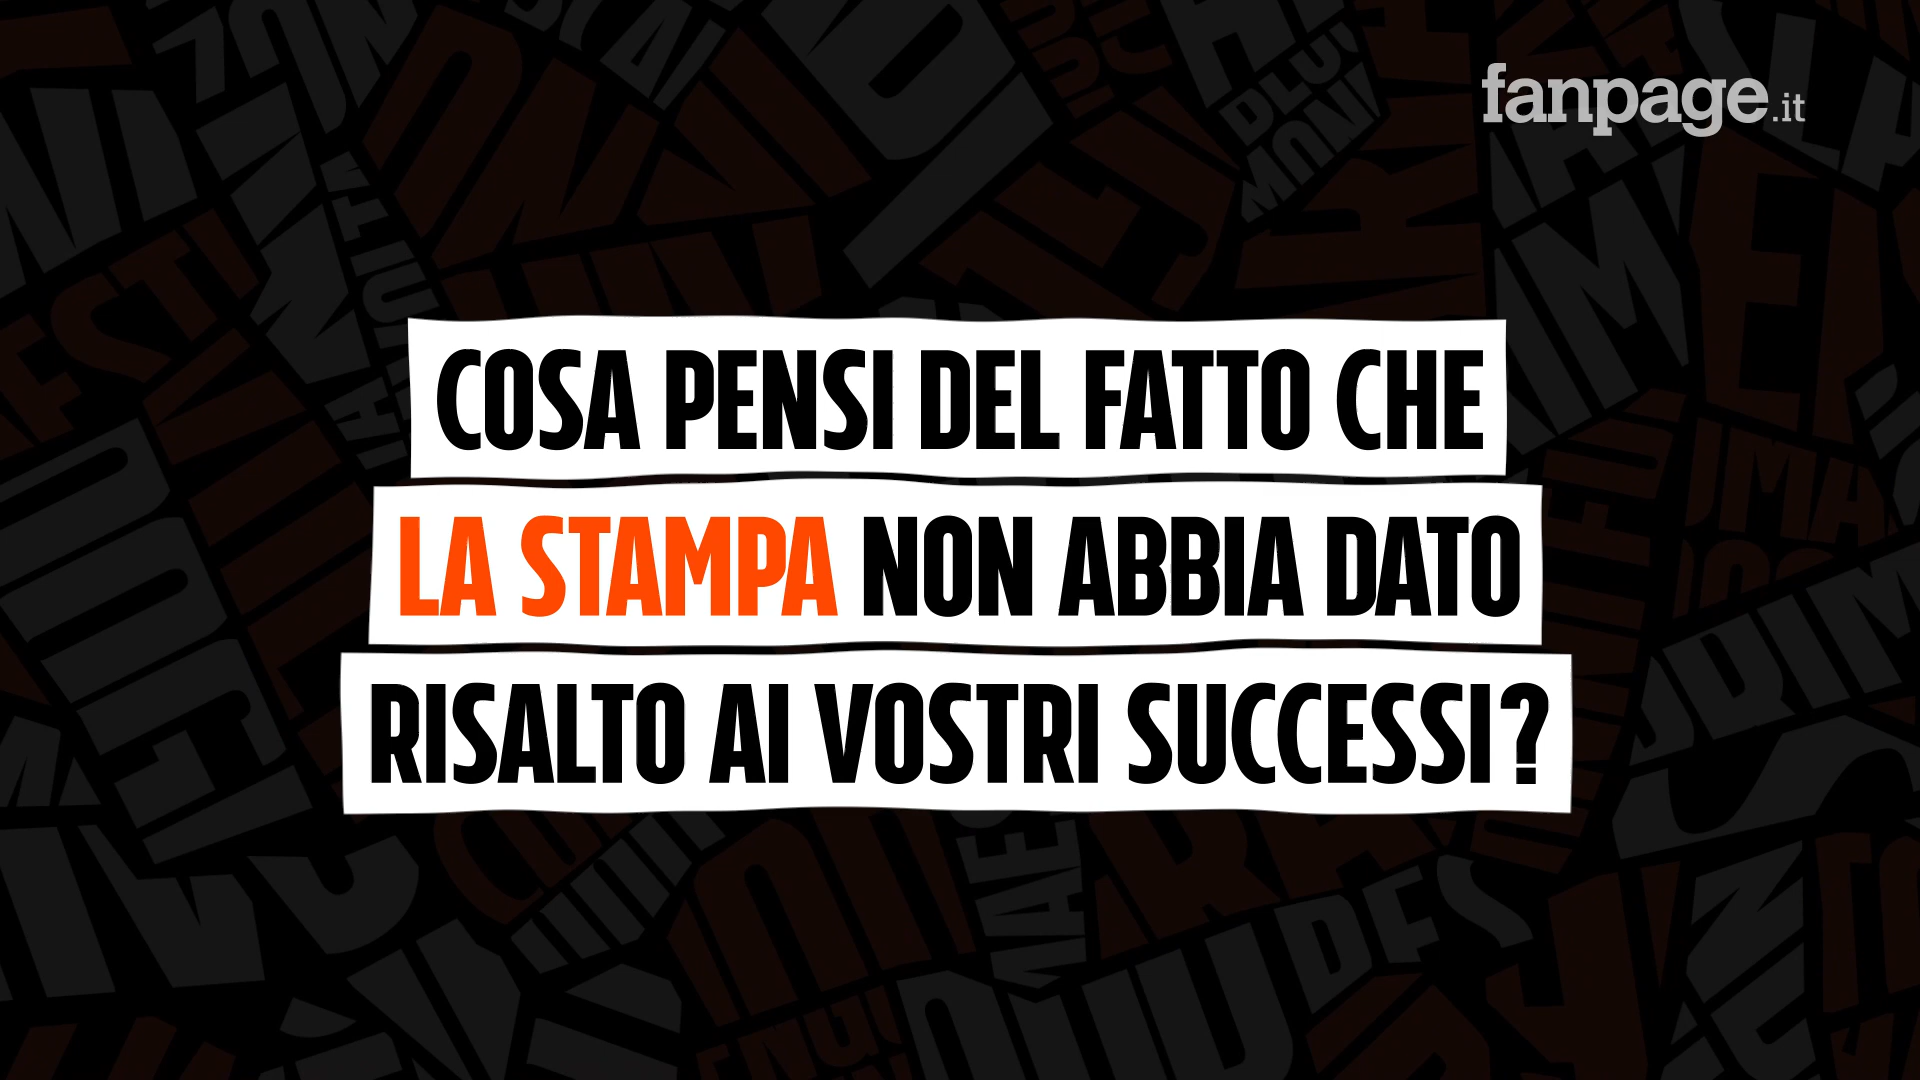 fanpage.it
COSA PENSI DEL FATTO CHE
LA STAMPA NON ABBIA DATO
RISALTO AI VOSTRI SUCCESSI?